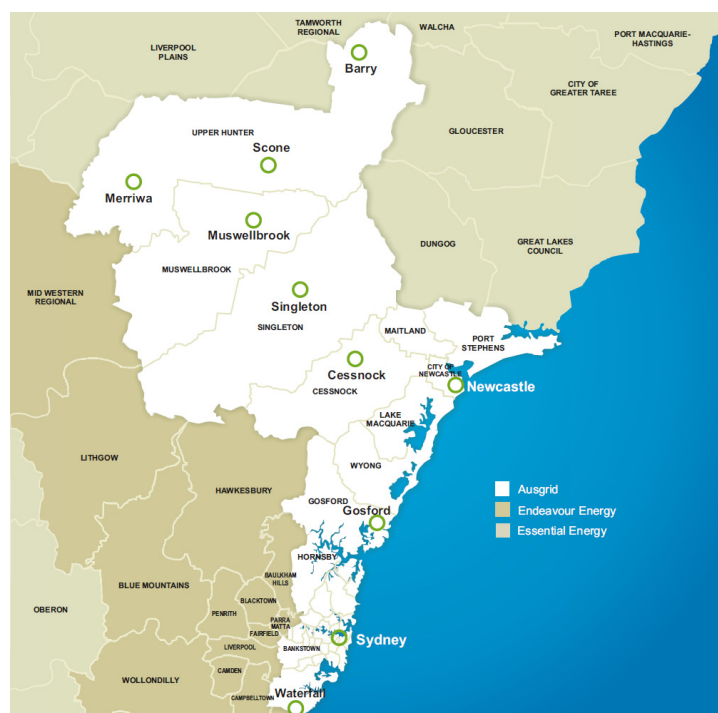 TAMWORTH
REGIONAL
WALCHA
PORT MACQUARIE-
HASTINGS
LIVERPOOL
PLAINS
Barry
CITY OF
GREATER TAREE
UPPER HUNTER
GLOUCESTER
Scone
Merriwa
Muswellbrook
DUNGOG
GREAT LAKES
COUNCIL
MUSWELLBROOK
MID WESTERN
REGIONAL
Singleton
SINGLETON
MAITLAND
PORT
STEPHENS
Cessnock
CITY OF
NEWCASTLE
Newcastle
CESSNOCK
LAKE
MACQUARIE
LITHGOW
WYONG
HAWKESBURY
Ausgrid
GOSFORD
Gosford
Endeavour Energy
Essential Energy
HORNSBY
BAULKHAM
HILLS
BLUE MOUNTAINS
BLACKTOWN
OBERON
PENRITH
PARRA
MATTA
FAIRFIELD
Sydney
LIVERPOOL
BANKSTOWN
CAMDEN
WOLLONDILLY
CAMPBELLTOWN
Waterfall